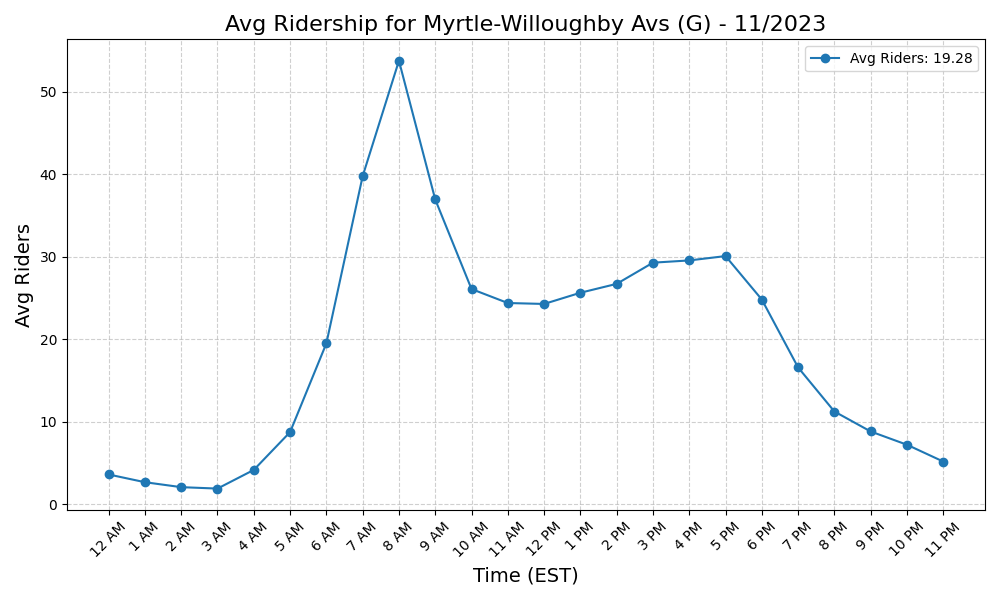 Avg Ridership for Myrtle-Willoughby Avs (G) - 11/2023
Avg Riders: 19.28
Avg Riders
50
40
30
20
10
0
12 AM
1 AM
2 AM
3 AM
4 AM
5 AM
6 AM
7 AM
8 AM
9 AM
10 AM
11 AM
12 PM
1 PM
2 PM
3 PM
4 PM
5 PM
6 PM
7 PM
8 PM
9 PM
10 PM
11 PM
Time (EST)